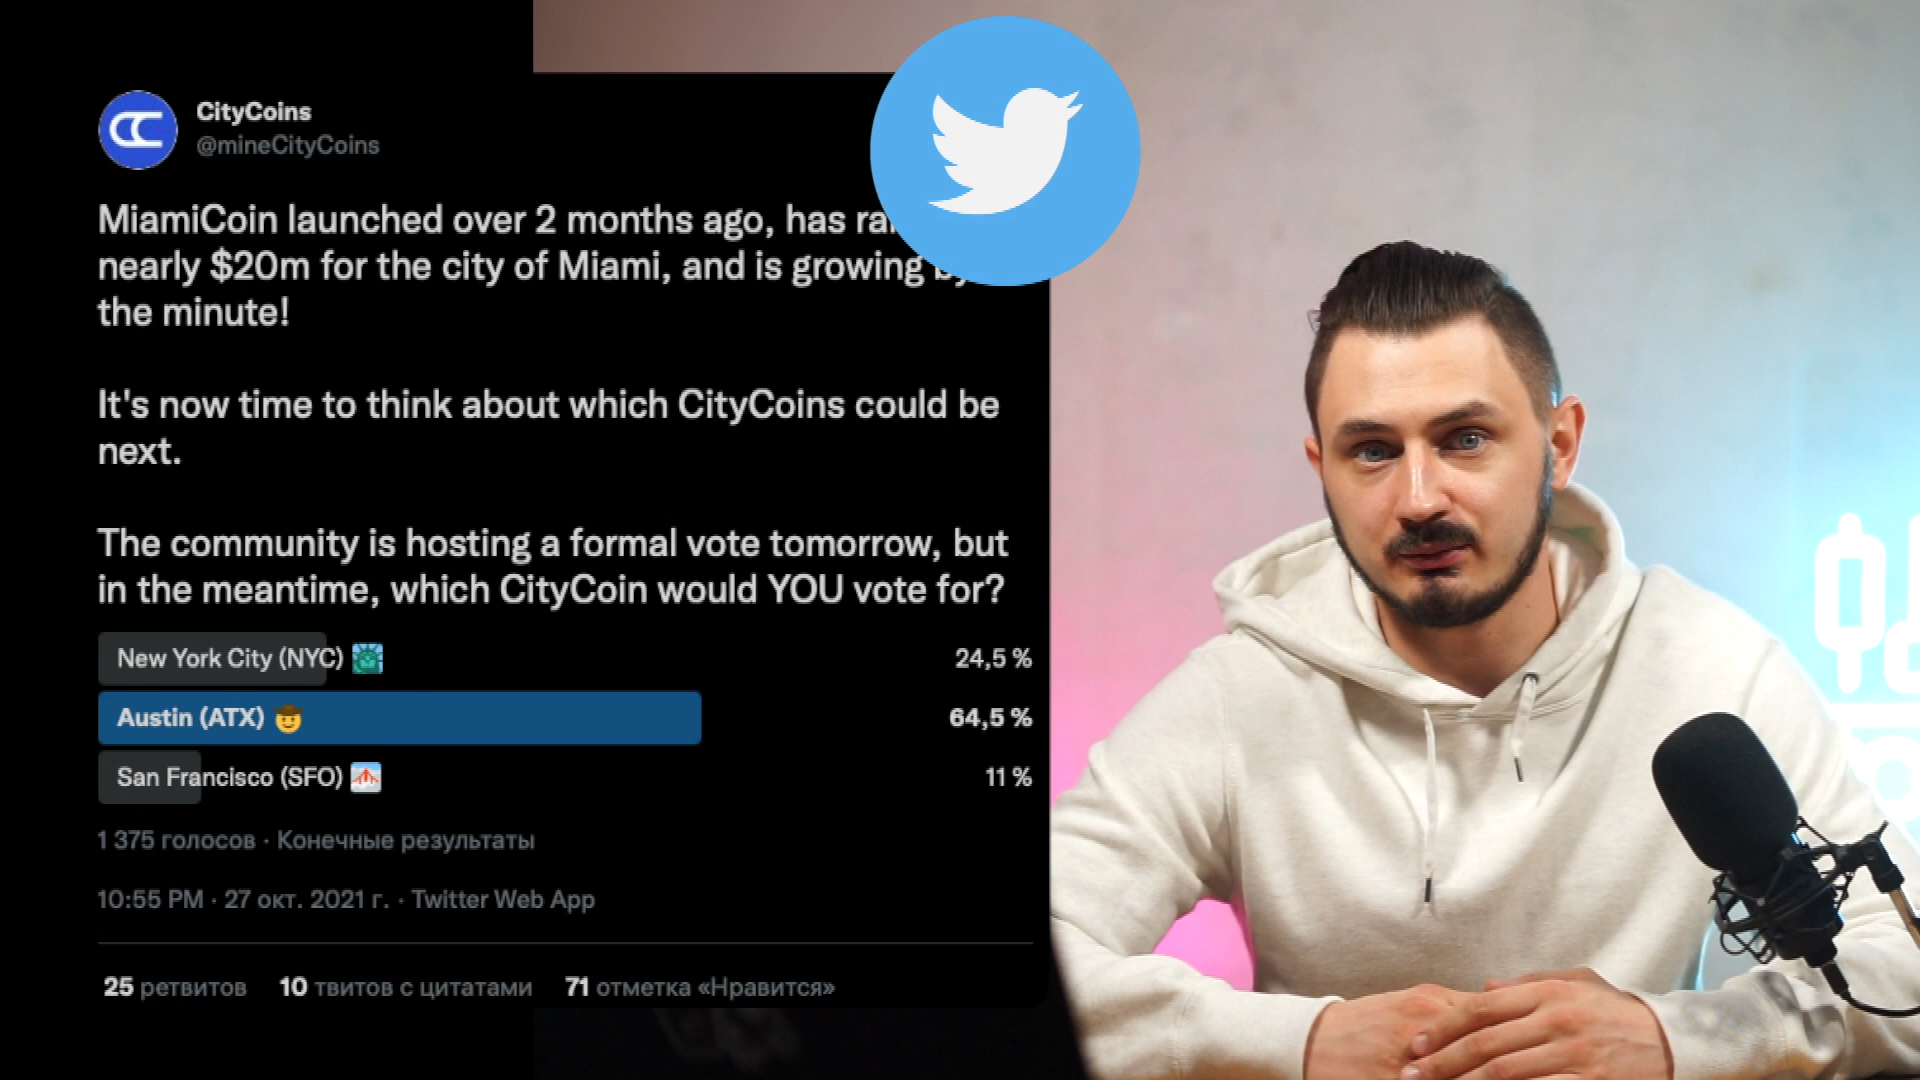 CityCoins
@mineCityCoins
MiamiCoin launched over 2 months ago, has
nearly $20m for the city of Miami, and is growing
the minute!
It's now time to think about which CityCoins could be
next.
The community is hosting a formal vote tomorrow, but
in the meantime, which CityCoin would YOU vote for?
New York City (NYC) 24,5 %
Austin (ATX) 64,5 %
San Francisco (SFO) 11 %
1 375 голосов · Конечные результаты
10:55 PM · 27 окт. 2021 г. · Twitter Web App
25 ретвитов 10 твитов с цитатами 71 отметка «Нравится»